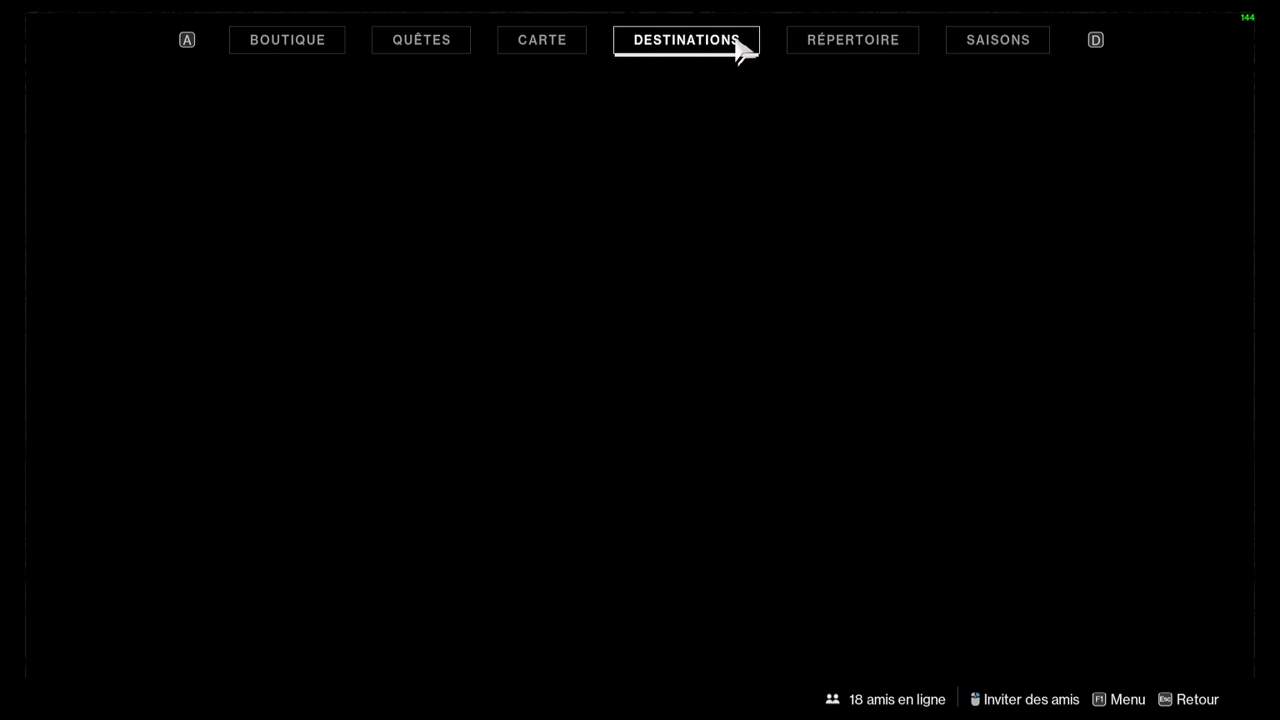 144
A BOUTIQUE QUÊTES CARTE DESTINATIONS RÉPERTOIRE SAISONS D
18 amis en ligne Inviter des amis F1 Menu Esc Retour